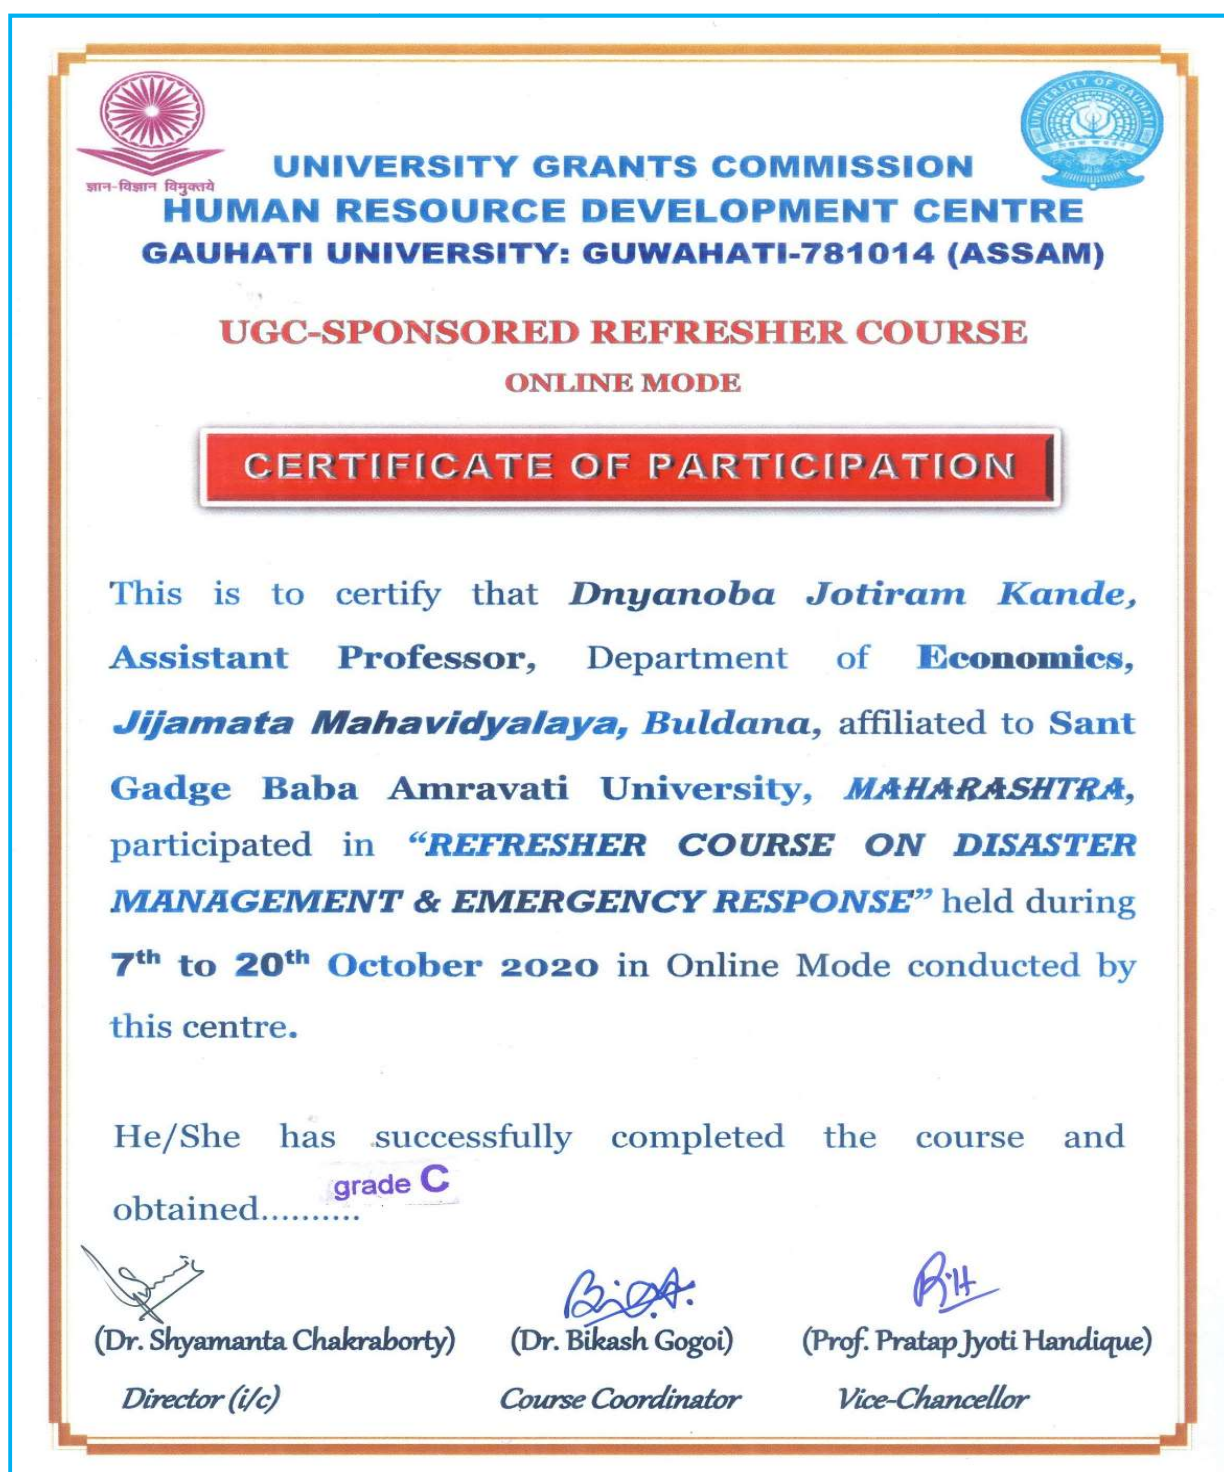 ज्ञान-विज्ञान विमुक्तये
UNIVERSITY OF GAUHATI
UNIVERSITY GRANTS COMMISSION
HUMAN RESOURCE DEVELOPMENT CENTRE
GAUHATI UNIVERSITY: GUWAHATI-781014 (ASSAM)
UGC-SPONSORED REFRESHER COURSE
ONLINE MODE
CERTIFICATE OF PARTICIPATION
This is to certify that Dnyanoba Jotiram Kande,
Assistant Professor, Department of Economics,
Jijamata Mahavidyalaya, Buldana, affiliated to Sant
Gadge Baba Amravati University, MAHARASHTRA,
participated in “REFRESHER COURSE ON DISASTER
MANAGEMENT & EMERGENCY RESPONSE” held during
7th to 20th October 2020 in Online Mode conducted by
this centre.
He/She has successfully completed the course and
obtained.......... grade C
(Dr. Shyamanta Chakraborty) (Dr. Bikash Gogoi) (Prof. Pratap Jyoti Handique)
Director (i/c) Course Coordinator Vice-Chancellor